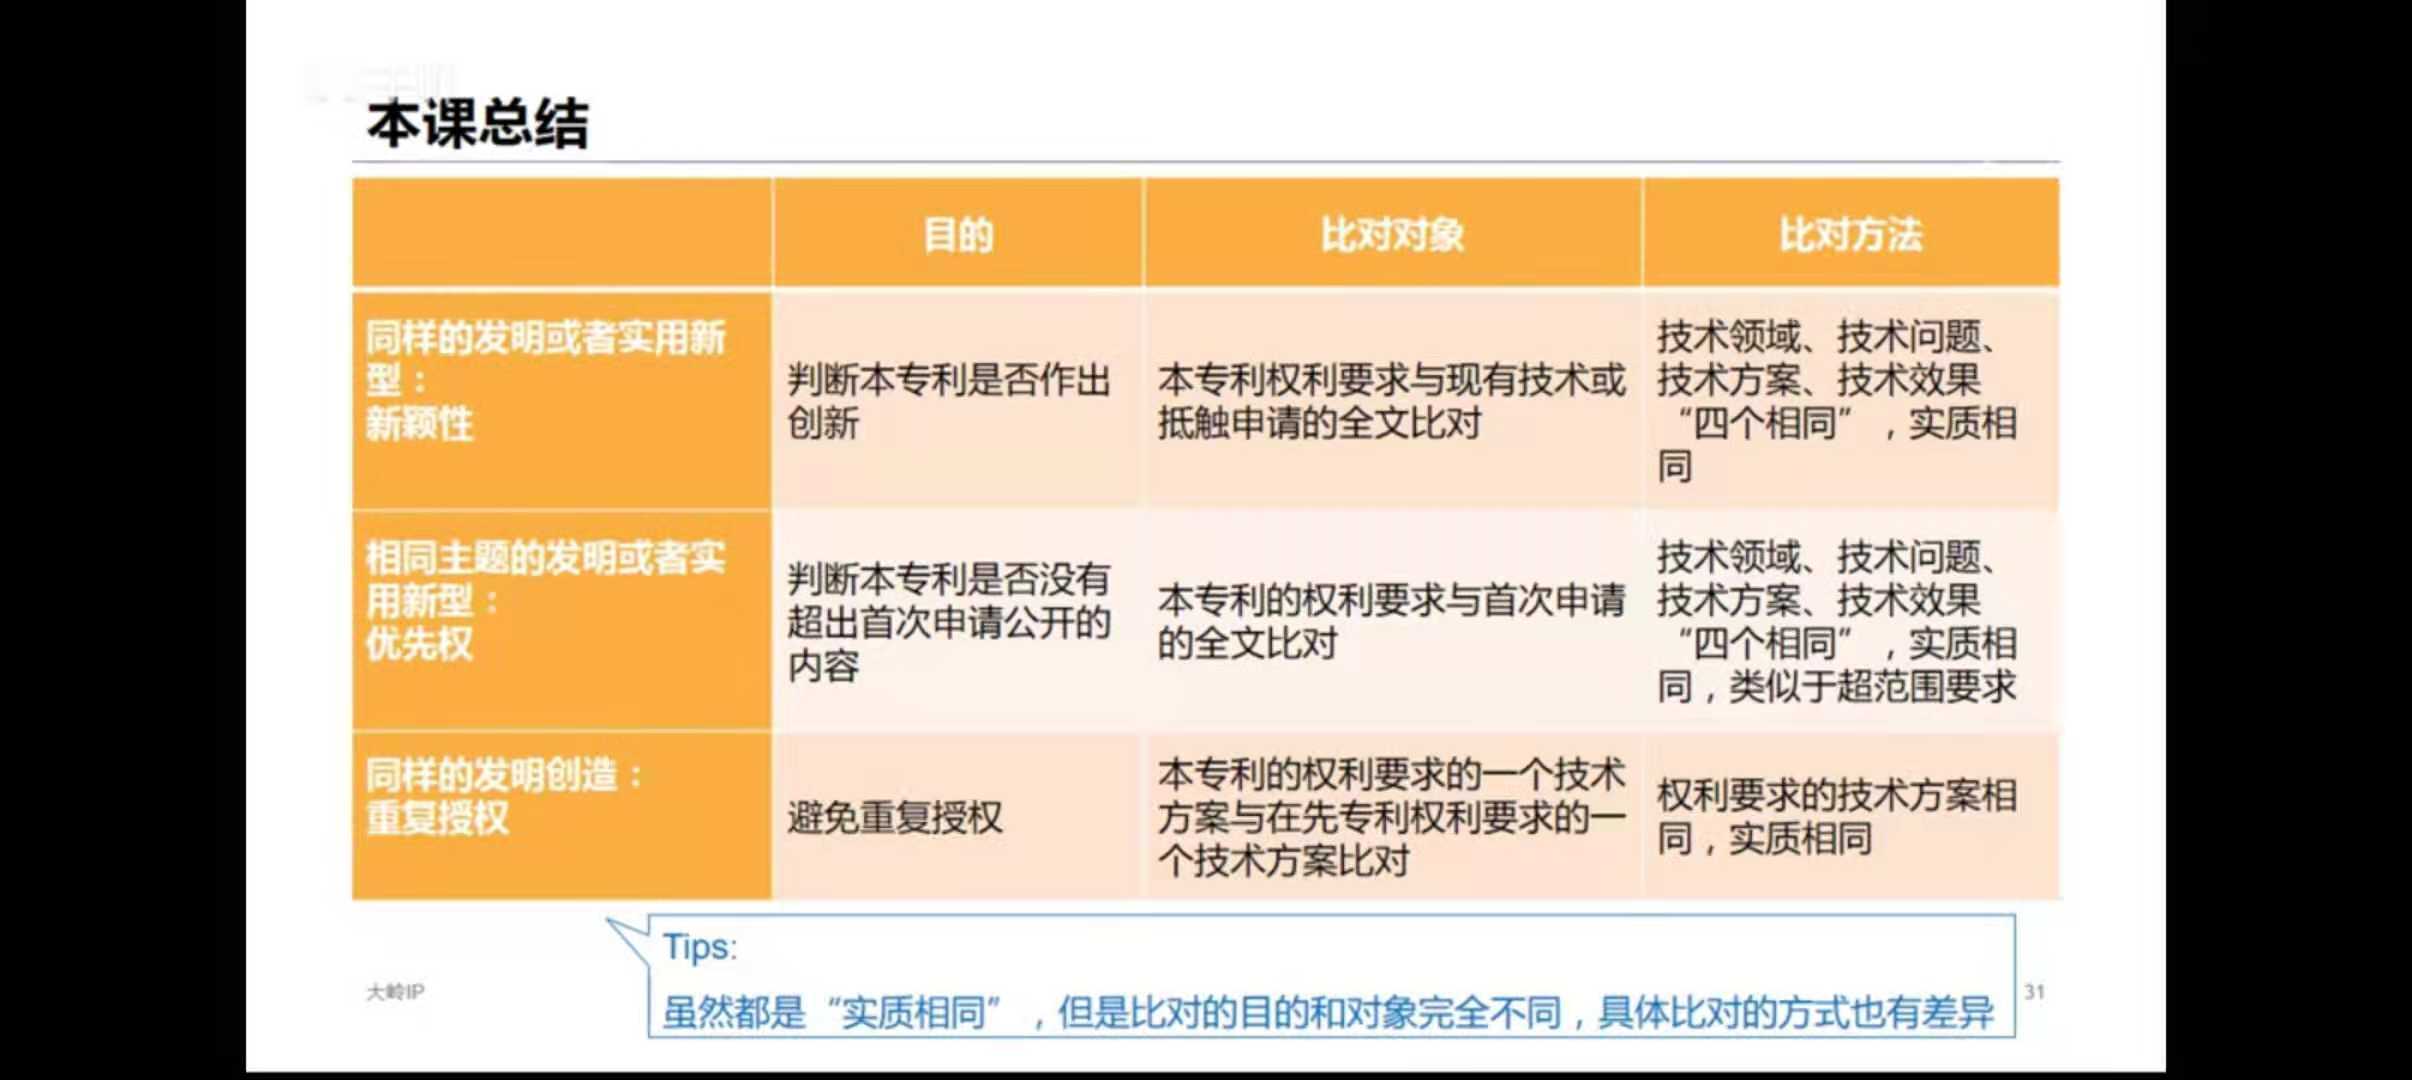 本课总结
目的
比对对象
比对方法
同样的发明或者实用新
型：
新颖性
判断本专利是否作出
创新
本专利权利要求与现有技术或
抵触申请的全文比对
技术领域、技术问题、
技术方案、技术效果
“四个相同”，实质相
同
相同主题的发明或者实
用新型：
优先权
判断本专利是否没有
超出首次申请公开的
内容
本专利的权利要求与首次申请
的全文比对
技术领域、技术问题、
技术方案、技术效果
“四个相同”，实质相
同，类似于超范围要求
同样的发明创造：
重复授权
避免重复授权
本专利的权利要求的一个技术
方案与在先专利权利要求的一
个技术方案比对
权利要求的技术方案相
同，实质相同
Tips:
虽然都是“实质相同”，但是比对的目的和对象完全不同，具体比对的方式也有差异
大岭IP
31